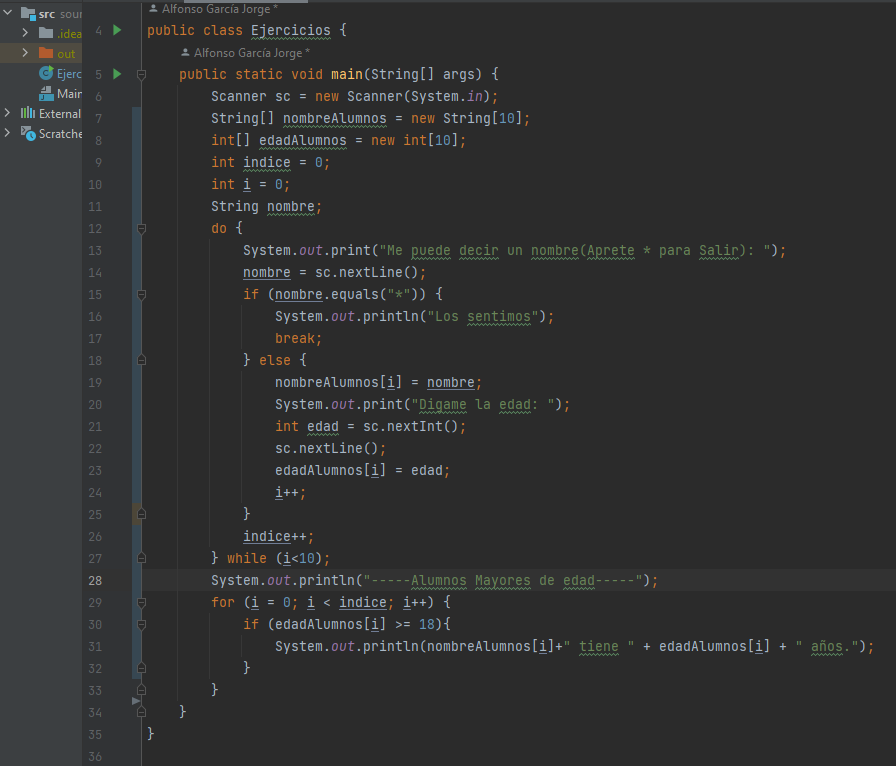 src sour
Alfonso García Jorge *
4 public class Ejercicios {
.idea
Alfonso García Jorge *
out
5 public static void main(String[] args) {
Ejerc
6 Scanner sc = new Scanner(System.in);
Main
7 String[] nombreAlumnos = new String[10];
External
8 int[] edadAlumnos = new int[10];
Scratche
9 int indice = 0;
10 int i = 0;
11 String nombre;
12 do {
13 System.out.print("Me puede decir un nombre(Aprete * para Salir): ");
14 nombre = sc.nextLine();
15 if (nombre.equals("*")) {
16 System.out.println("Los sentimos");
17 break;
18 } else {
19 nombreAlumnos[i] = nombre;
20 System.out.print("Digame la edad: ");
21 int edad = sc.nextInt();
22 sc.nextLine();
23 edadAlumnos[i] = edad;
24 i++;
25 }
26 indice++;
27 } while (i<10);
28 System.out.println("-----Alumnos Mayores de edad-----");
29 for (i = 0; i < indice; i++) {
30 if (edadAlumnos[i] >= 18){
31 System.out.println(nombreAlumnos[i]+" tiene " + edadAlumnos[i] + " años.");
32 }
33 }
34 }
35 }
36